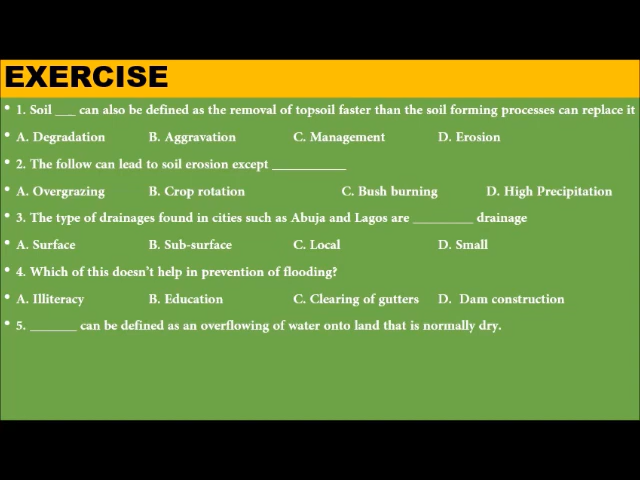 EXERCISE
• 1. Soil ___ can also be defined as the removal of topsoil faster than the soil forming processes can replace it
• A. Degradation B. Aggravation C. Management D. Erosion
• 2. The follow can lead to soil erosion except ___________
• A. Overgrazing B. Crop rotation C. Bush burning D. High Precipitation
• 3. The type of drainages found in cities such as Abuja and Lagos are _________ drainage
• A. Surface B. Sub-surface C. Local D. Small
• 4. Which of this doesn't help in prevention of flooding?
• A. Illiteracy B. Education C. Clearing of gutters D. Dam construction
• 5. _______ can be defined as an overflowing of water onto land that is normally dry.